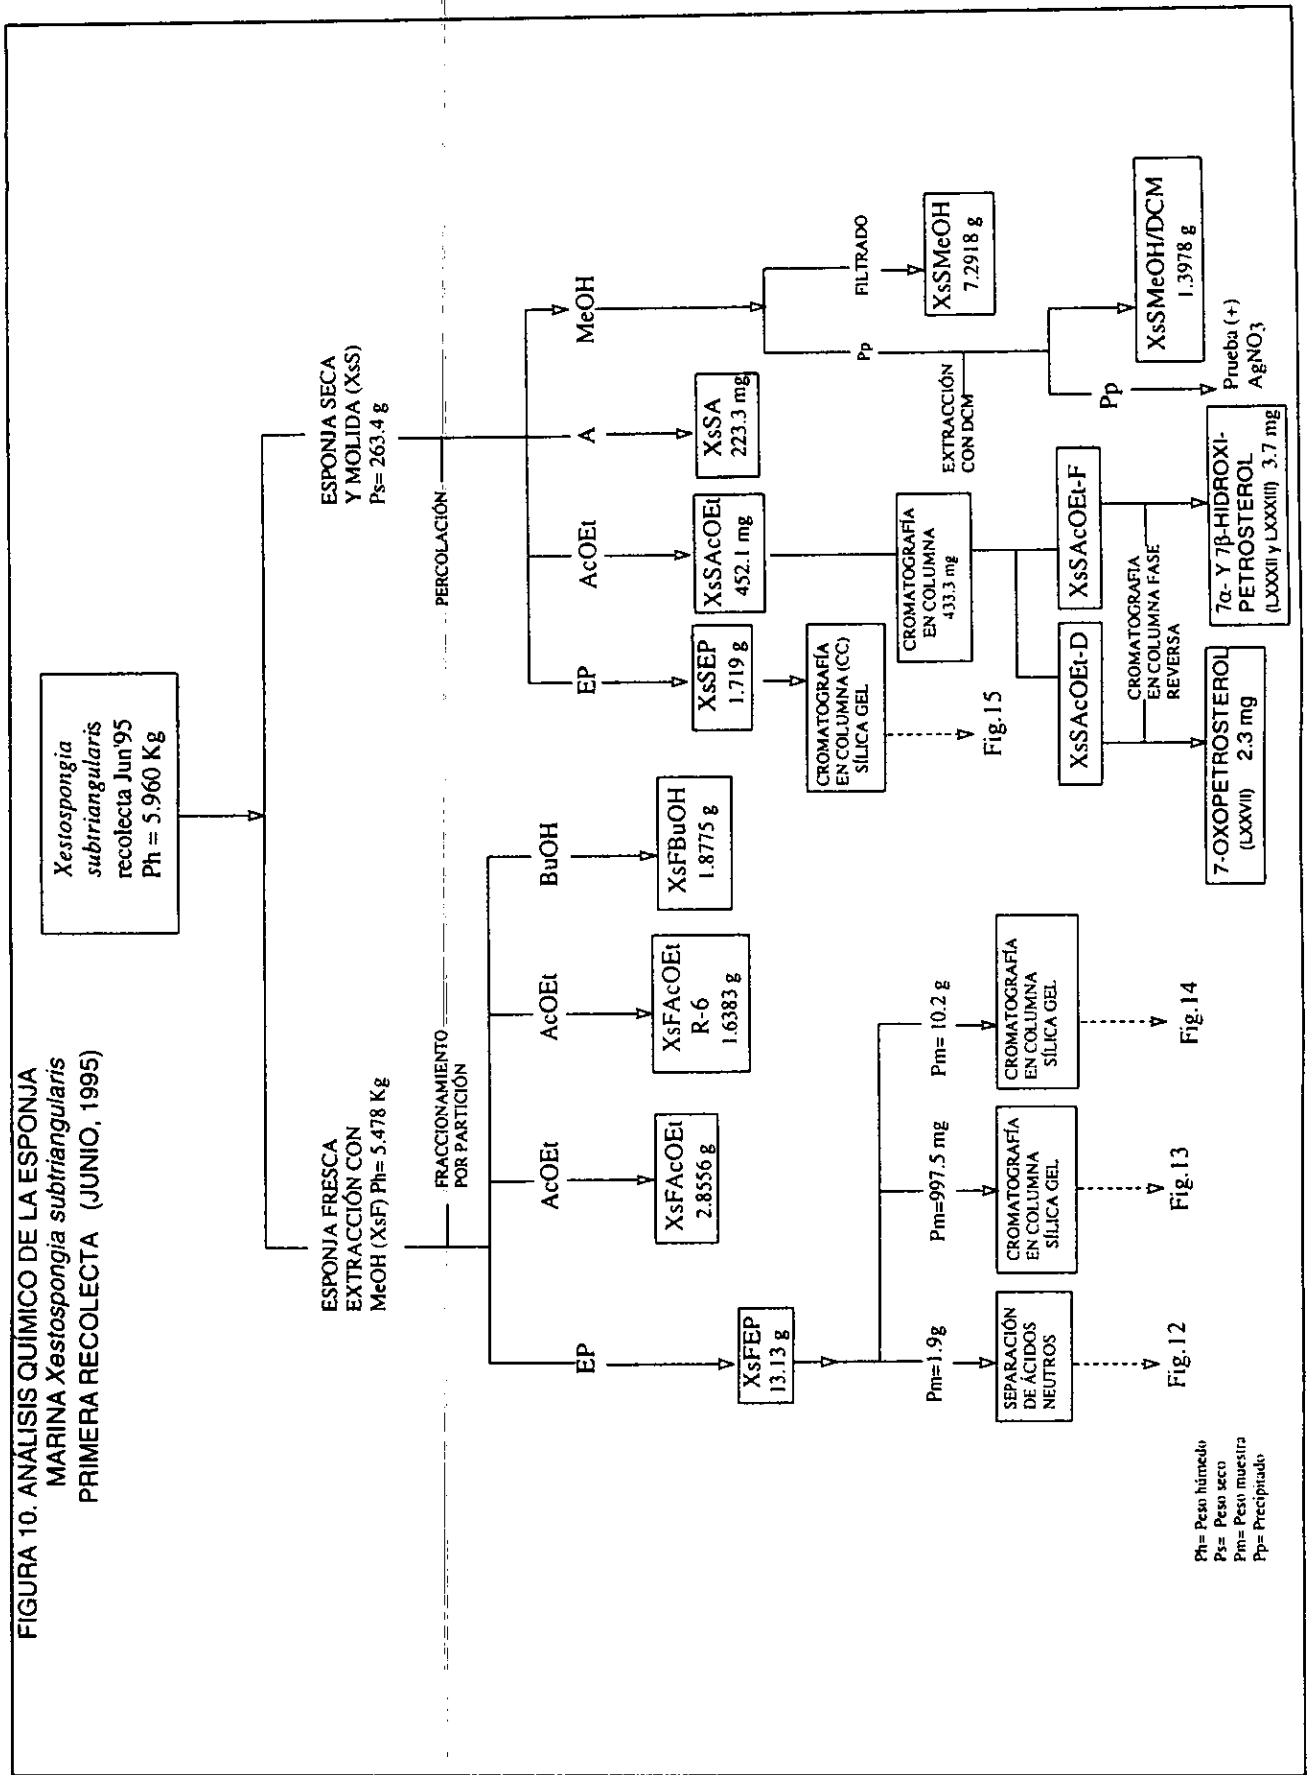 FIGURA 10. ANÁLISIS QUÍMICO DE LA ESPONJA
MARINA Xestospongia subtriangularis
PRIMERA RECOLECTA (JUNIO, 1995)
Xestospongia
subtriangularis
recolecta Jun'95
Ph = 5.960 Kg
ESPONJA FRESCA
EXTRACCIÓN CON
MeOH (XsF) Ph= 5.478 Kg
FRACCIONAMIENTO
POR PARTICIÓN
EP
AcOEt
AcOEt
BuOH
XsFEP
13.13 g
XsFAcOEt
2.8556 g
XsFAcOEt
R-6
1.6383 g
XsFBuOH
1.8775 g
Pm=1.9g
Pm=997.5 mg
Pm= 10.2 g
SEPARACIÓN
DE ÁCIDOS
NEUTROS
CROMATOGRAFÍA
EN COLUMNA
SÍLICA GEL
CROMATOGRAFÍA
EN COLUMNA
SÍLICA GEL
Fig.12
Fig.13
Fig.14
ESPONJA SECA
Y MOLIDA (XsS)
Ps= 263.4 g
PERCOLACIÓN
EP
AcOEt
A
MeOH
XsSEP
1.719 g
XsSAcOEt
452.1 mg
XsSA
223.3 mg
Pp
FILTRADO
XsSMeOH
7.2918 g
CROMATOGRAFÍA
EN COLUMNA (CC)
SÍLICA GEL
Fig.15
CROMATOGRAFÍA
EN COLUMNA
433.3 mg
EXTRACCIÓN
CON DCM
XsSAcOEt-D
XsSAcOEt-F
Pp
XsSMeOH/DCM
1.3978 g
CROMATOGRAFIA
EN COLUMNA FASE
REVERSA
Prueba (+)
AgNO3
7-OXOPETROSTEROL
(LXXVII) 2.3 mg
7α- Y 7β-HIDROXI-
PETROSTEROL
(LXXXII y LXXXIII) 3.7 mg
Ph= Peso húmedo
Ps= Peso seco
Pm= Peso muestra
Pp= Precipitado